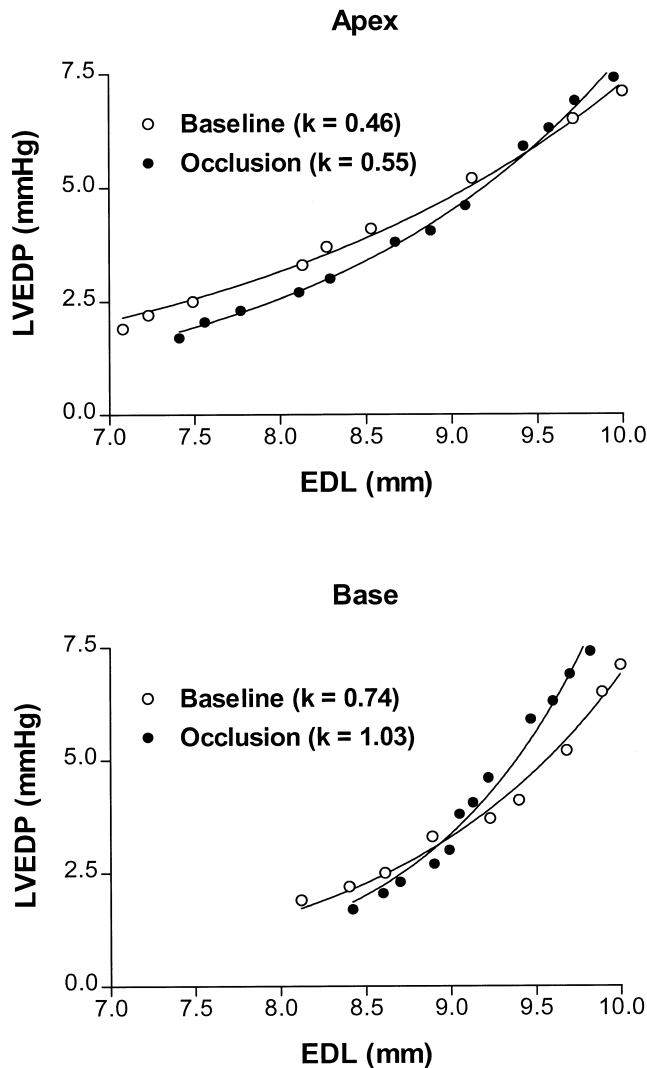 Apex
7.5
Baseline (k = 0.46)
Occlusion (k = 0.55)
5.0
LVEDP (mmHg)
2.5
0.0
7.0 7.5 8.0 8.5 9.0 9.5 10.0
EDL (mm)
Base
7.5
Baseline (k = 0.74)
Occlusion (k = 1.03)
5.0
LVEDP (mmHg)
2.5
0.0
7.0 7.5 8.0 8.5 9.0 9.5 10.0
EDL (mm)